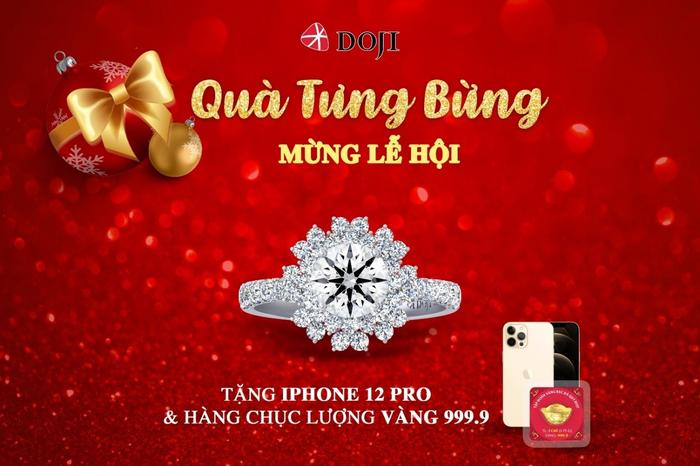 DOJI
Quà Tưng Bừng
MỪNG LỄ HỘI
TẶNG IPHONE 12 PRO
& HÀNG CHỤC LƯỢNG VÀNG 999.9